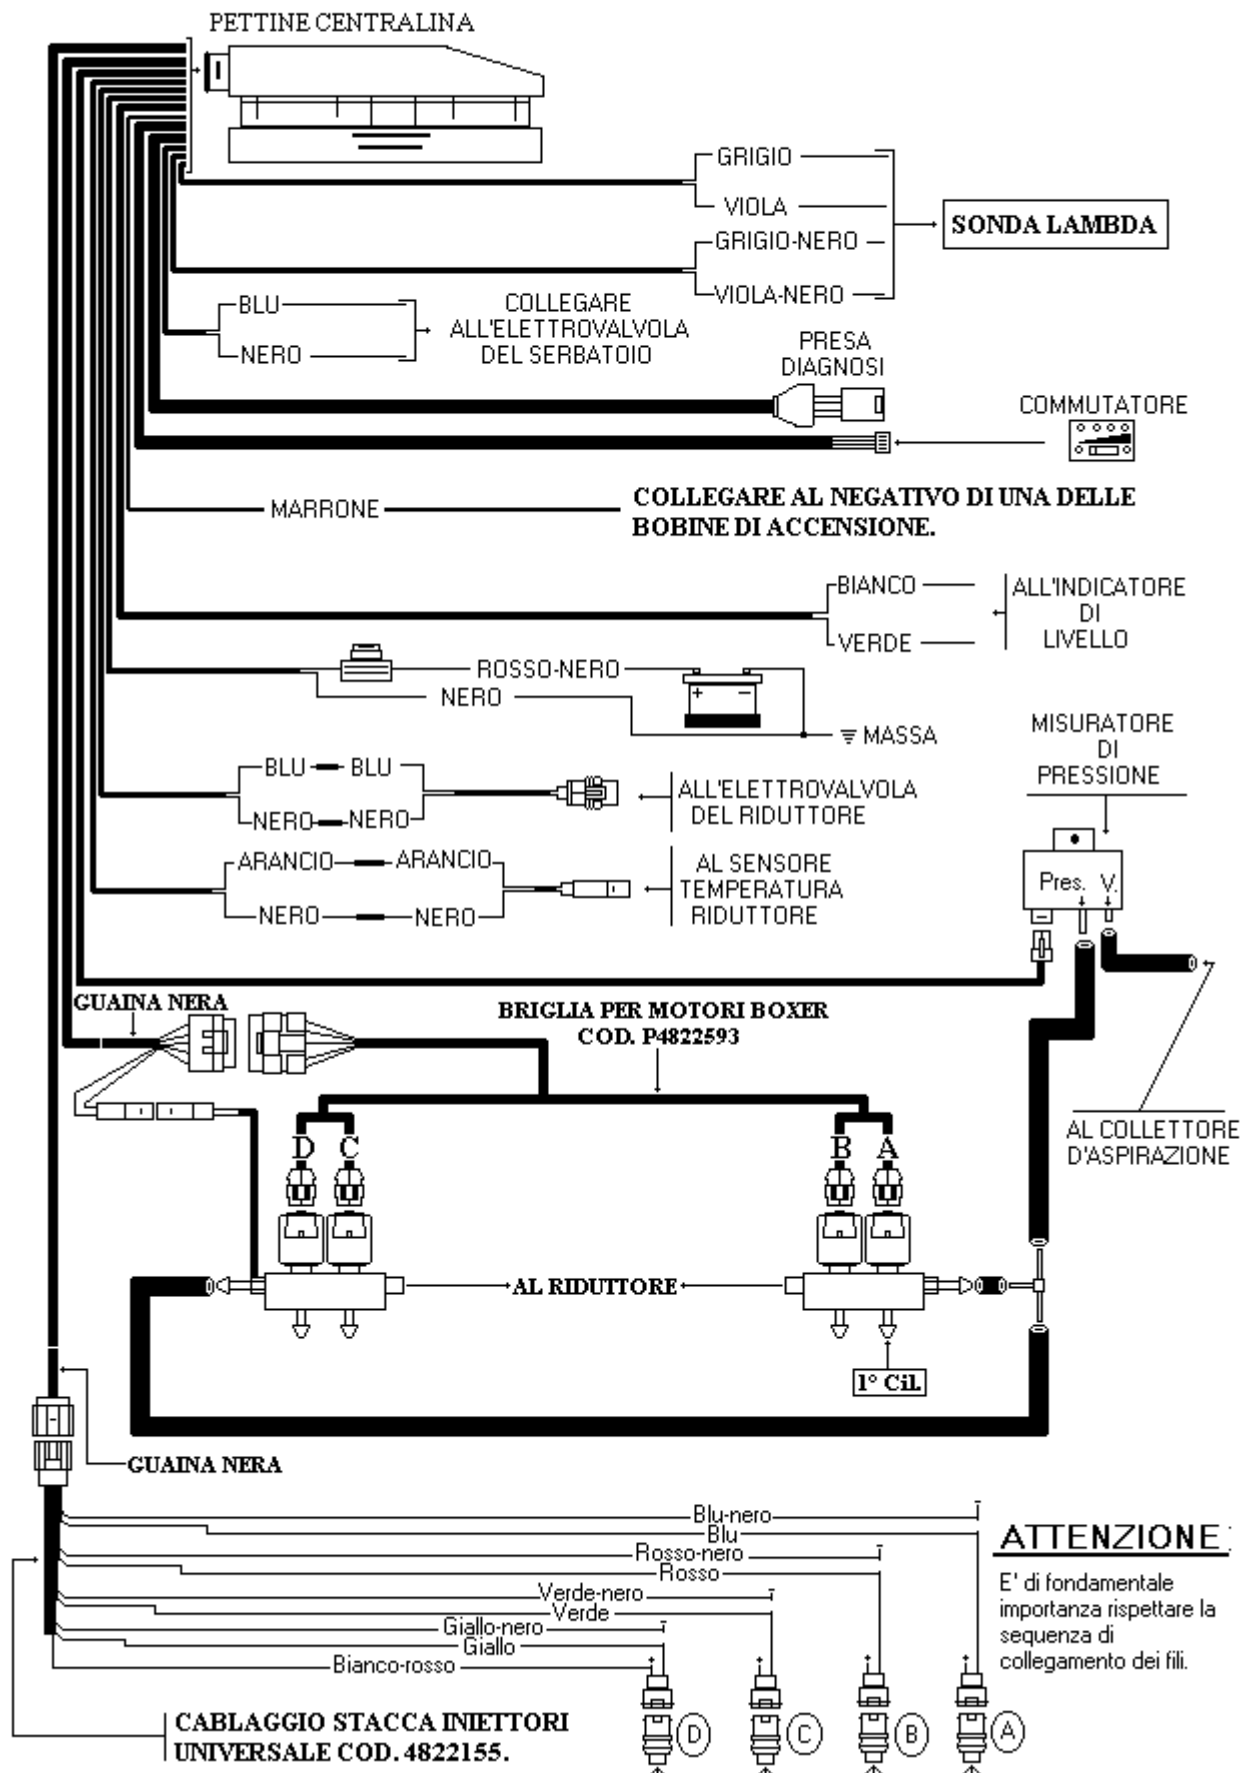 PETTINE CENTRALINA
GRIGIO
VIOLA
GRIGIO-NERO
VIOLA-NERO
SONDA LAMBDA
BLU
NERO
COLLEGARE
ALL'ELETTROVALVOLA
DEL SERBATOIO
PRESA
DIAGNOSI
COMMUTATORE
MARRONE
COLLEGARE AL NEGATIVO DI UNA DELLE
BOBINE DI ACCENSIONE.
BIANCO
VERDE
ALL'INDICATORE
DI
LIVELLO
ROSSO-NERO
NERO
+ −
MASSA
MISURATORE
DI
PRESSIONE
BLU BLU
NERO NERO
ALL'ELETTROVALVOLA
DEL RIDUTTORE
ARANCIO ARANCIO
NERO NERO
AL SENSORE
TEMPERATURA
RIDUTTORE
Pres. V.
GUAINA NERA
BRIGLIA PER MOTORI BOXER
COD. P4822593
AL COLLETTORE
D'ASPIRAZIONE
D C B A
AL RIDUTTORE
1° Cil.
GUAINA NERA
Blu-nero
Blu
Rosso-nero
Rosso
Verde-nero
Verde
Giallo-nero
Giallo
Bianco-rosso
ATTENZIONE:
E' di fondamentale
importanza rispettare la
sequenza di
collegamento dei fili.
CABLAGGIO STACCA INIETTORI
UNIVERSALE COD. 4822155.
D C B A